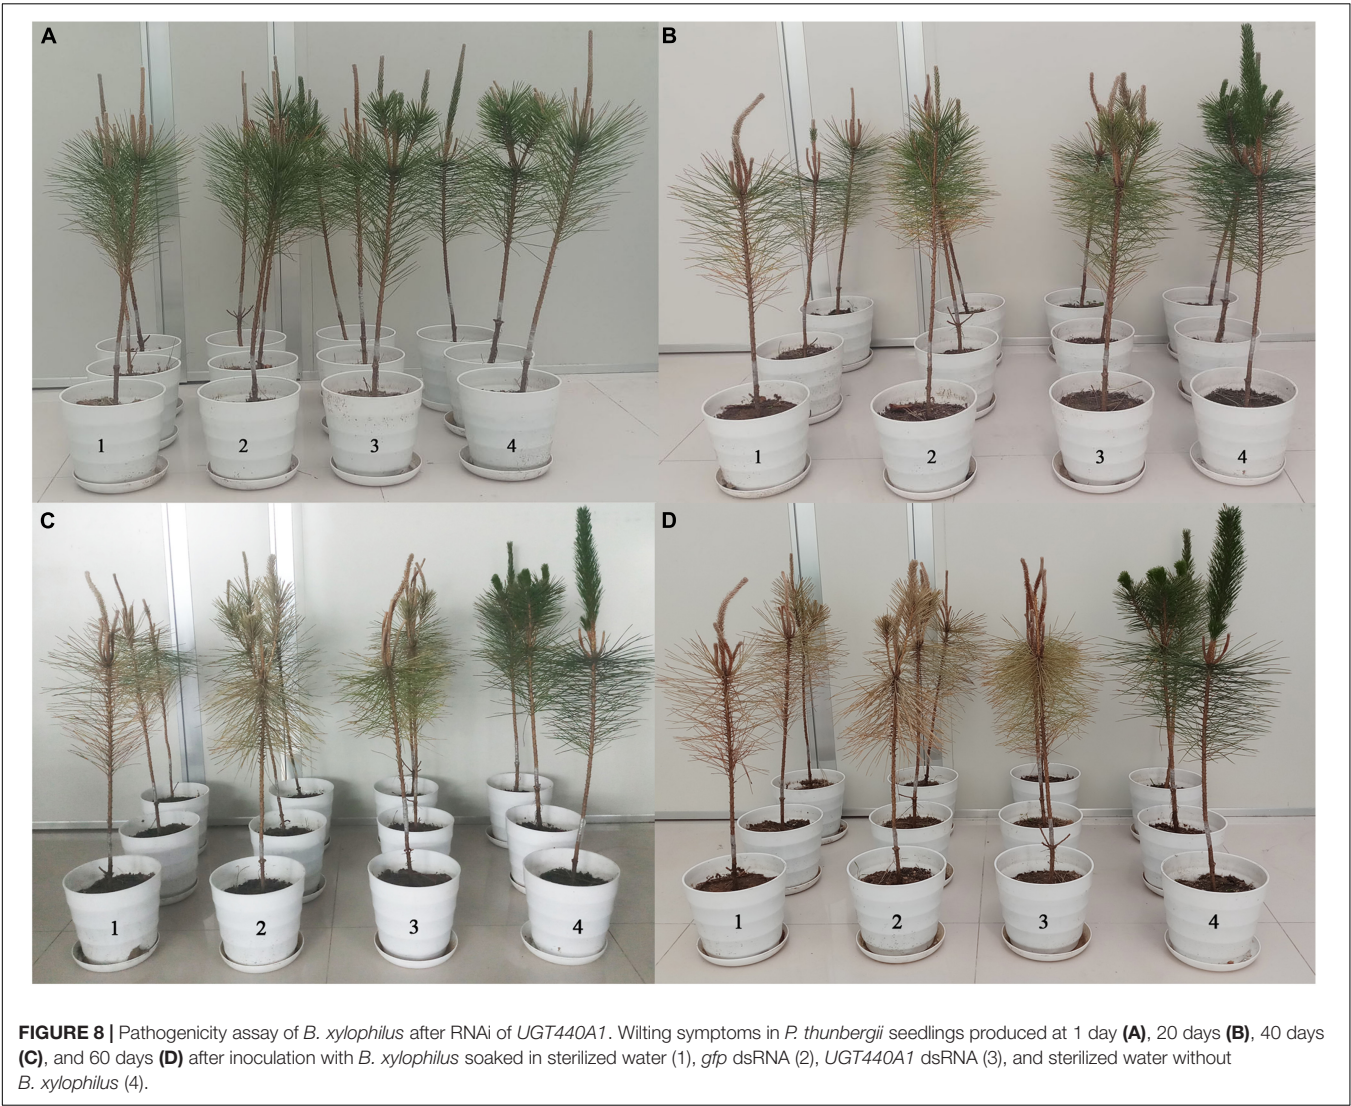 A
B
1
2
3
4
1
2
3
4
C
D
1
2
3
4
1
2
3
4
FIGURE 8 | Pathogenicity assay of B. xylophilus after RNAi of UGT440A1. Wilting symptoms in P. thunbergii seedlings produced at 1 day (A), 20 days (B), 40 days
(C), and 60 days (D) after inoculation with B. xylophilus soaked in sterilized water (1), gfp dsRNA (2), UGT440A1 dsRNA (3), and sterilized water without
B. xylophilus (4).